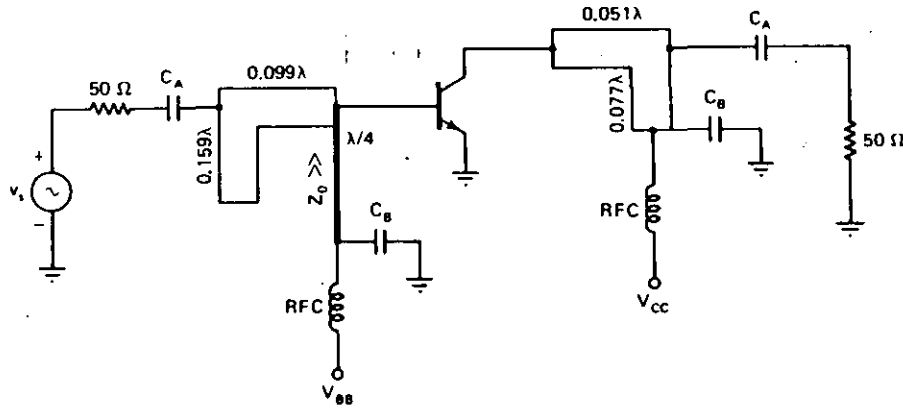 0.051λ
C_A
0.099λ
C_A
50 Ω
0.159λ
λ/4
Z_0 >>
0.077λ
C_B
50 Ω
+
v_s
−
C_B
RFC
V_CC
RFC
V_BB